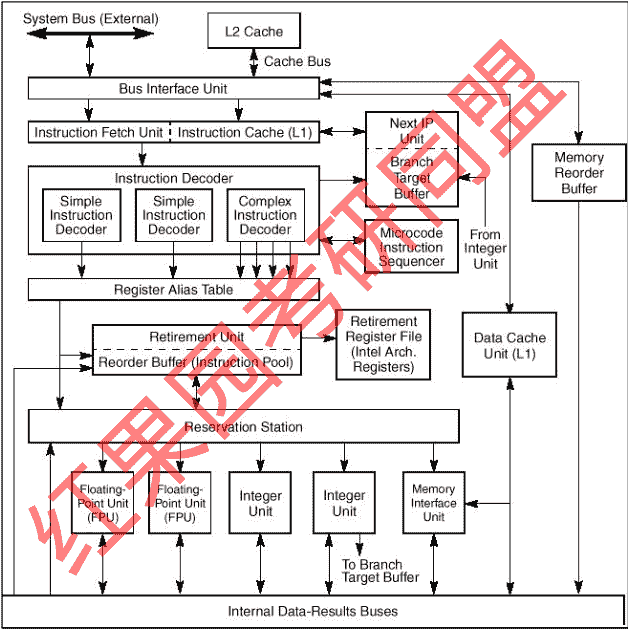 System Bus (External)
L2 Cache
Cache Bus
Bus Interface Unit
Instruction Fetch Unit
Instruction Cache (L1)
Next IP
Unit
Branch
Target
Buffer
Memory
Reorder
Buffer
Instruction Decoder
Simple
Instruction
Decoder
Simple
Instruction
Decoder
Complex
Instruction
Decoder
Microcode
Instruction
Sequencer
From
Integer
Unit
Register Alias Table
Retirement Unit
Reorder Buffer (Instruction Pool)
Retirement
Register File
(Intel Arch.
Registers)
Data Cache
Unit (L1)
Reservation Station
Floating-
Point Unit
(FPU)
Floating-
Point Unit
(FPU)
Integer
Unit
Integer
Unit
Memory
Interface
Unit
To Branch
Target Buffer
Internal Data-Results Buses
红果园考研同盟